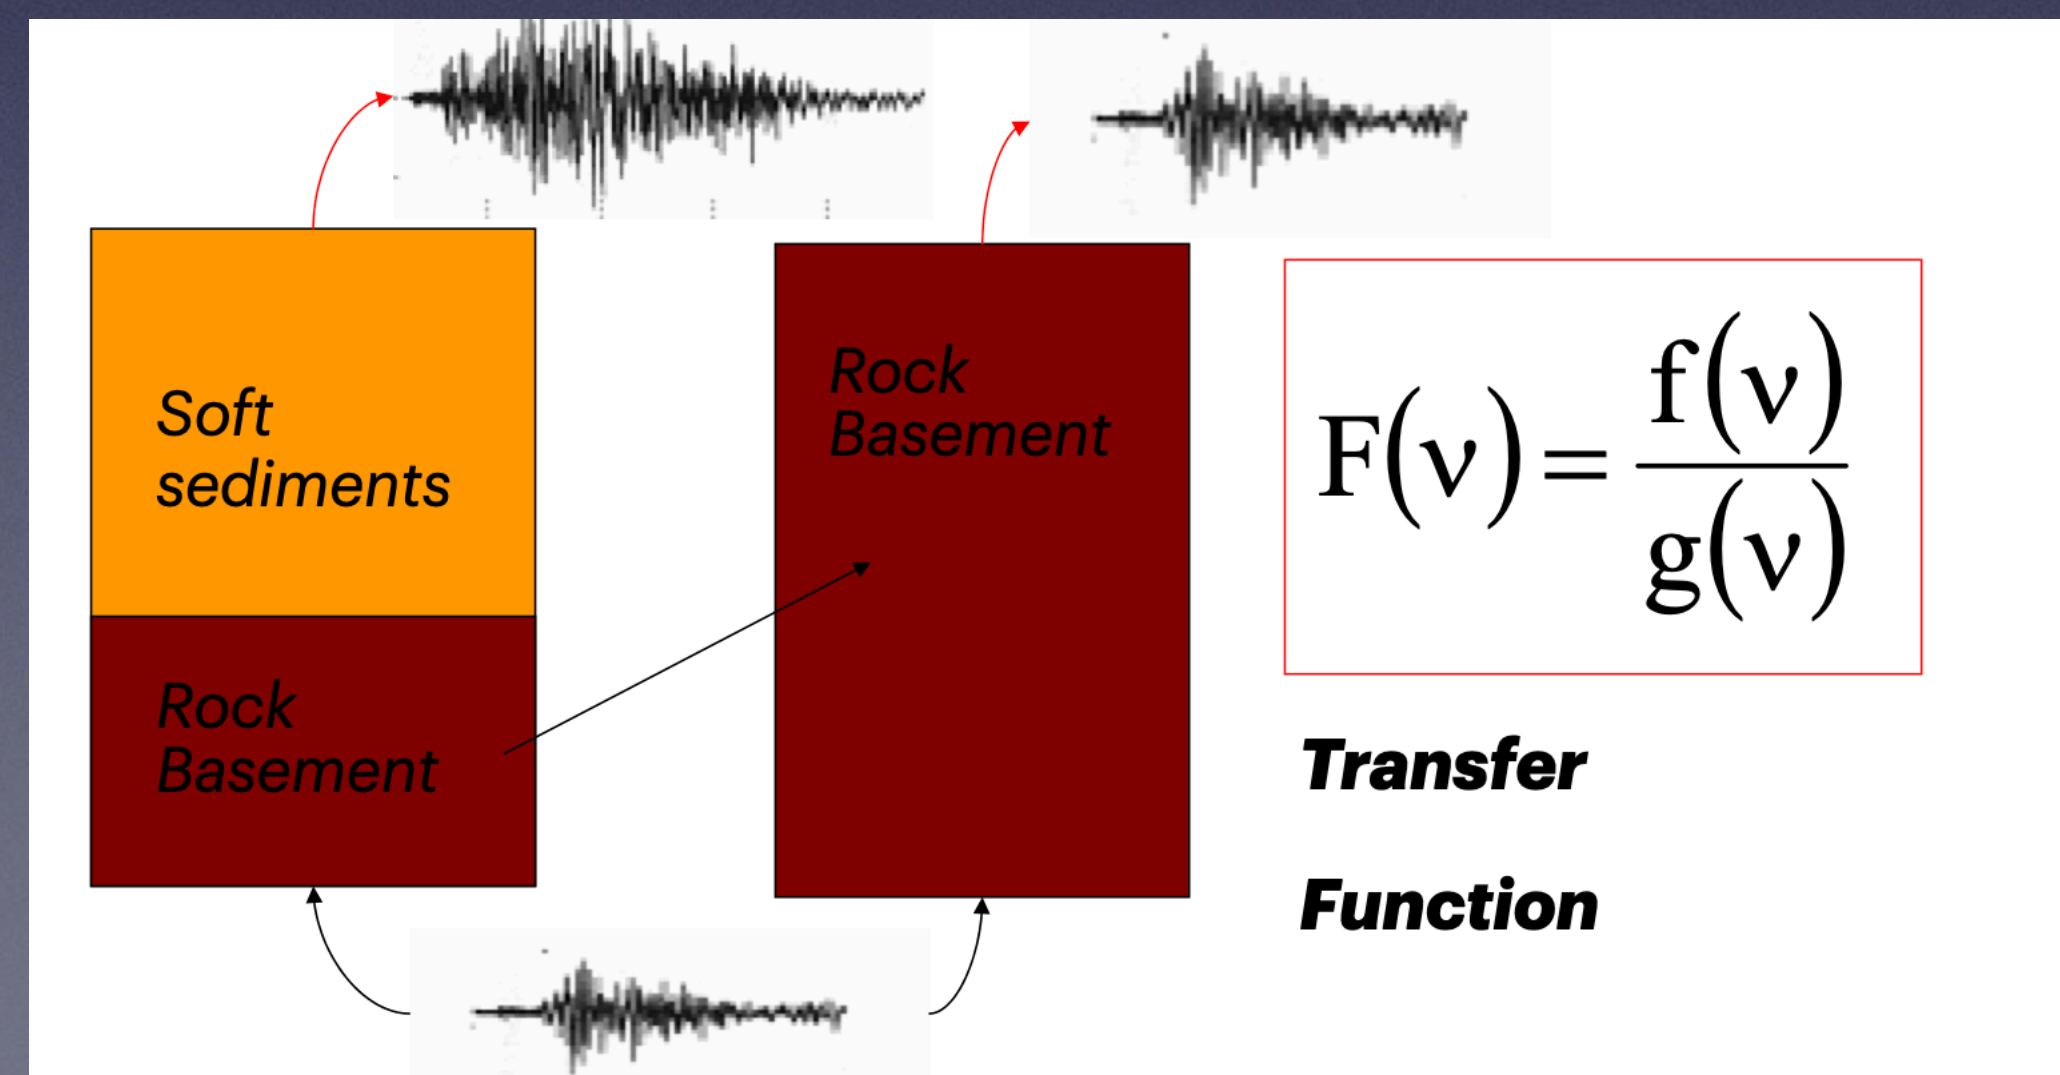 Soft
sediments
Rock
Basement
Rock
Basement
F(ν) = f(ν) / g(ν)
Transfer
Function